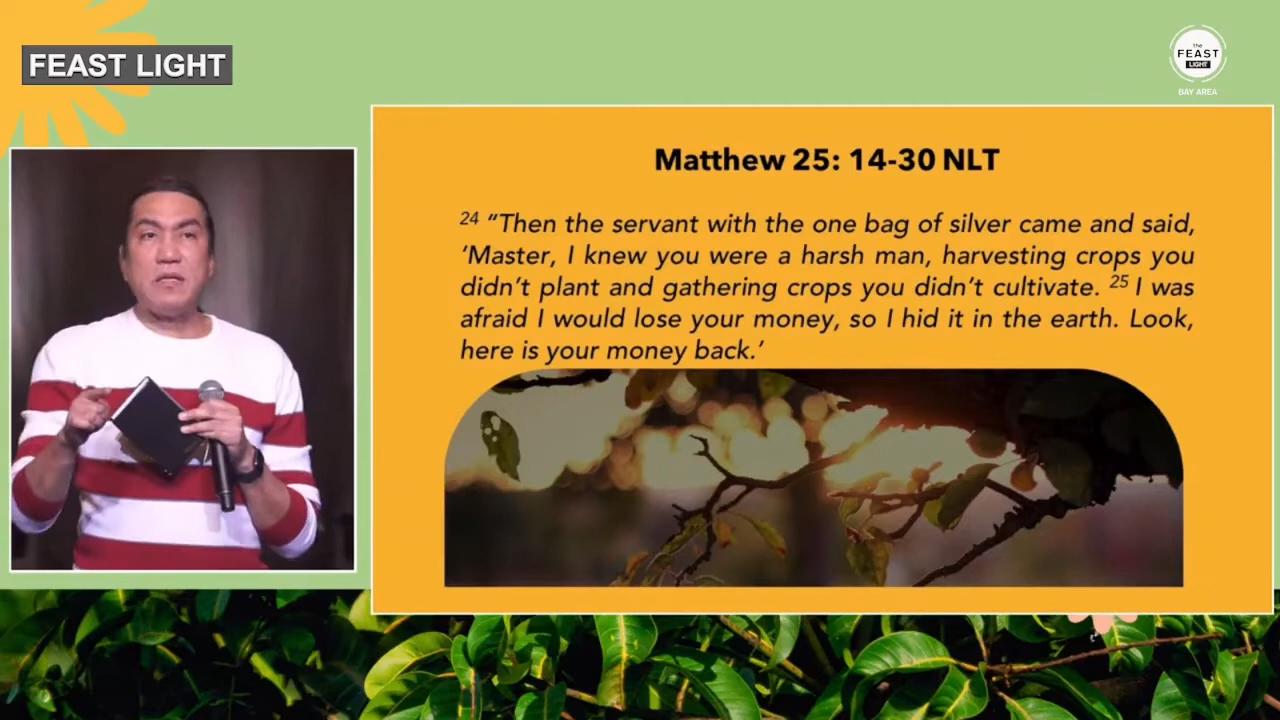 FEAST LIGHT
the
FEAST
LIGHT
BAY AREA
Matthew 25: 14-30 NLT
24 “Then the servant with the one bag of silver came and said,
‘Master, I knew you were a harsh man, harvesting crops you
didn’t plant and gathering crops you didn’t cultivate. 25 I was
afraid I would lose your money, so I hid it in the earth. Look,
here is your money back.’